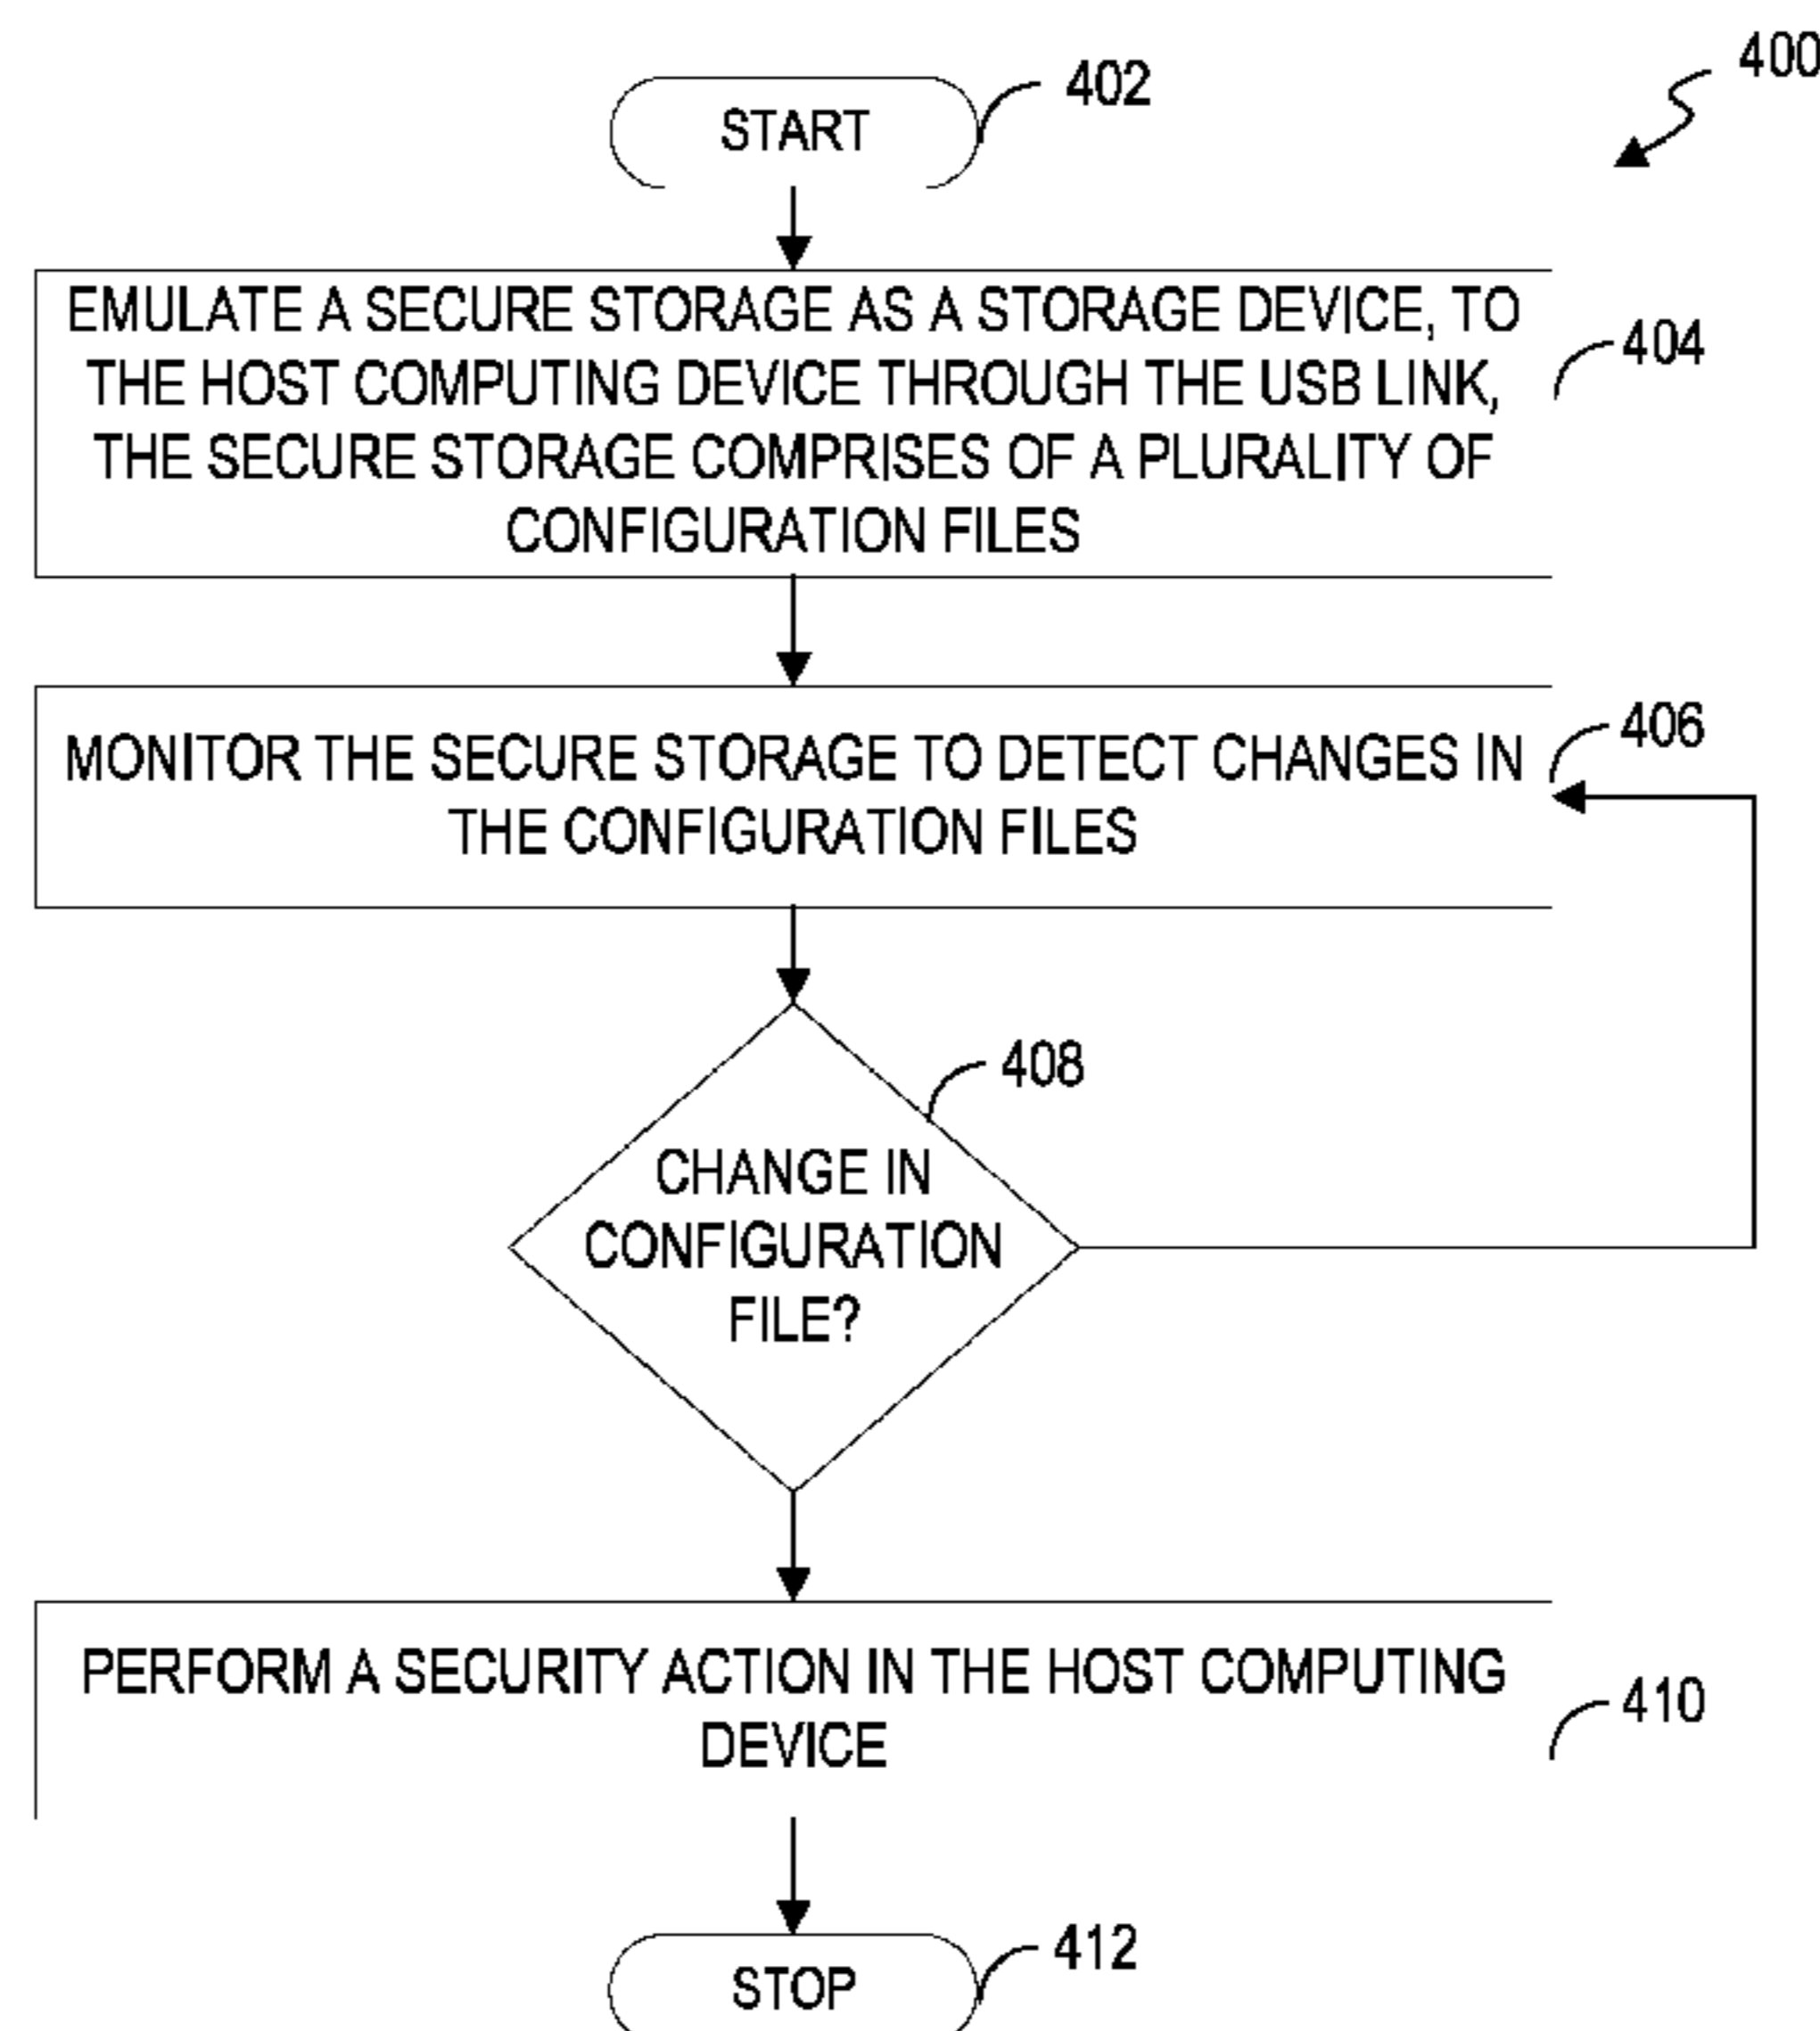 400
START
402
EMULATE A SECURE STORAGE AS A STORAGE DEVICE, TO
THE HOST COMPUTING DEVICE THROUGH THE USB LINK,
THE SECURE STORAGE COMPRISES OF A PLURALITY OF
CONFIGURATION FILES
404
MONITOR THE SECURE STORAGE TO DETECT CHANGES IN
THE CONFIGURATION FILES
406
408
CHANGE IN
CONFIGURATION
FILE?
PERFORM A SECURITY ACTION IN THE HOST COMPUTING
DEVICE
410
STOP
412